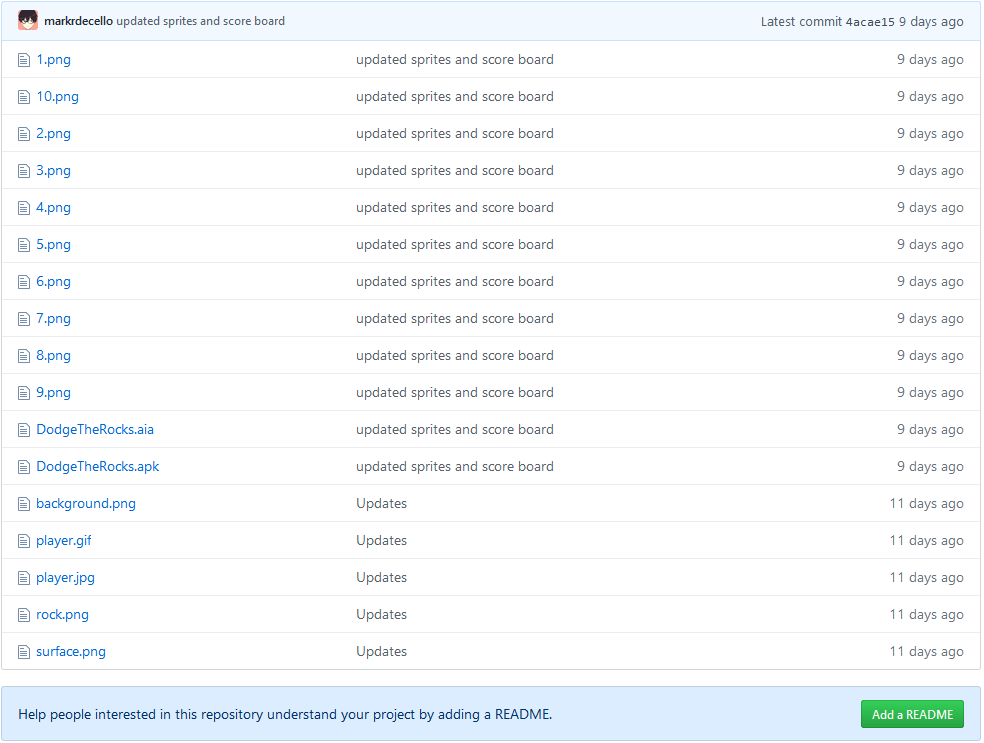 markrdecello updated sprites and score board Latest commit 4acae15 9 days ago
1.png updated sprites and score board 9 days ago
10.png updated sprites and score board 9 days ago
2.png updated sprites and score board 9 days ago
3.png updated sprites and score board 9 days ago
4.png updated sprites and score board 9 days ago
5.png updated sprites and score board 9 days ago
6.png updated sprites and score board 9 days ago
7.png updated sprites and score board 9 days ago
8.png updated sprites and score board 9 days ago
9.png updated sprites and score board 9 days ago
DodgeTheRocks.aia updated sprites and score board 9 days ago
DodgeTheRocks.apk updated sprites and score board 9 days ago
background.png Updates 11 days ago
player.gif Updates 11 days ago
player.jpg Updates 11 days ago
rock.png Updates 11 days ago
surface.png Updates 11 days ago
Help people interested in this repository understand your project by adding a README. Add a README